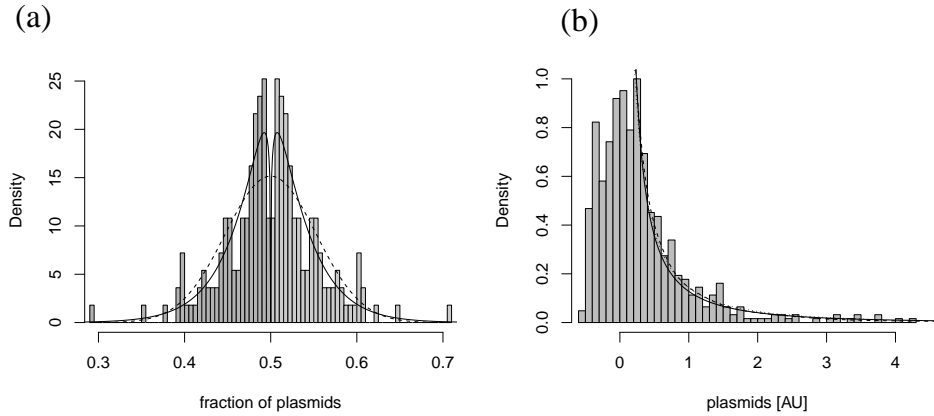 (a)
Density
25
20
15
10
5
0
0.3 0.4 0.5 0.6 0.7
fraction of plasmids
(b)
Density
1.0
0.8
0.6
0.4
0.2
0.0
0 1 2 3 4
plasmids [AU]